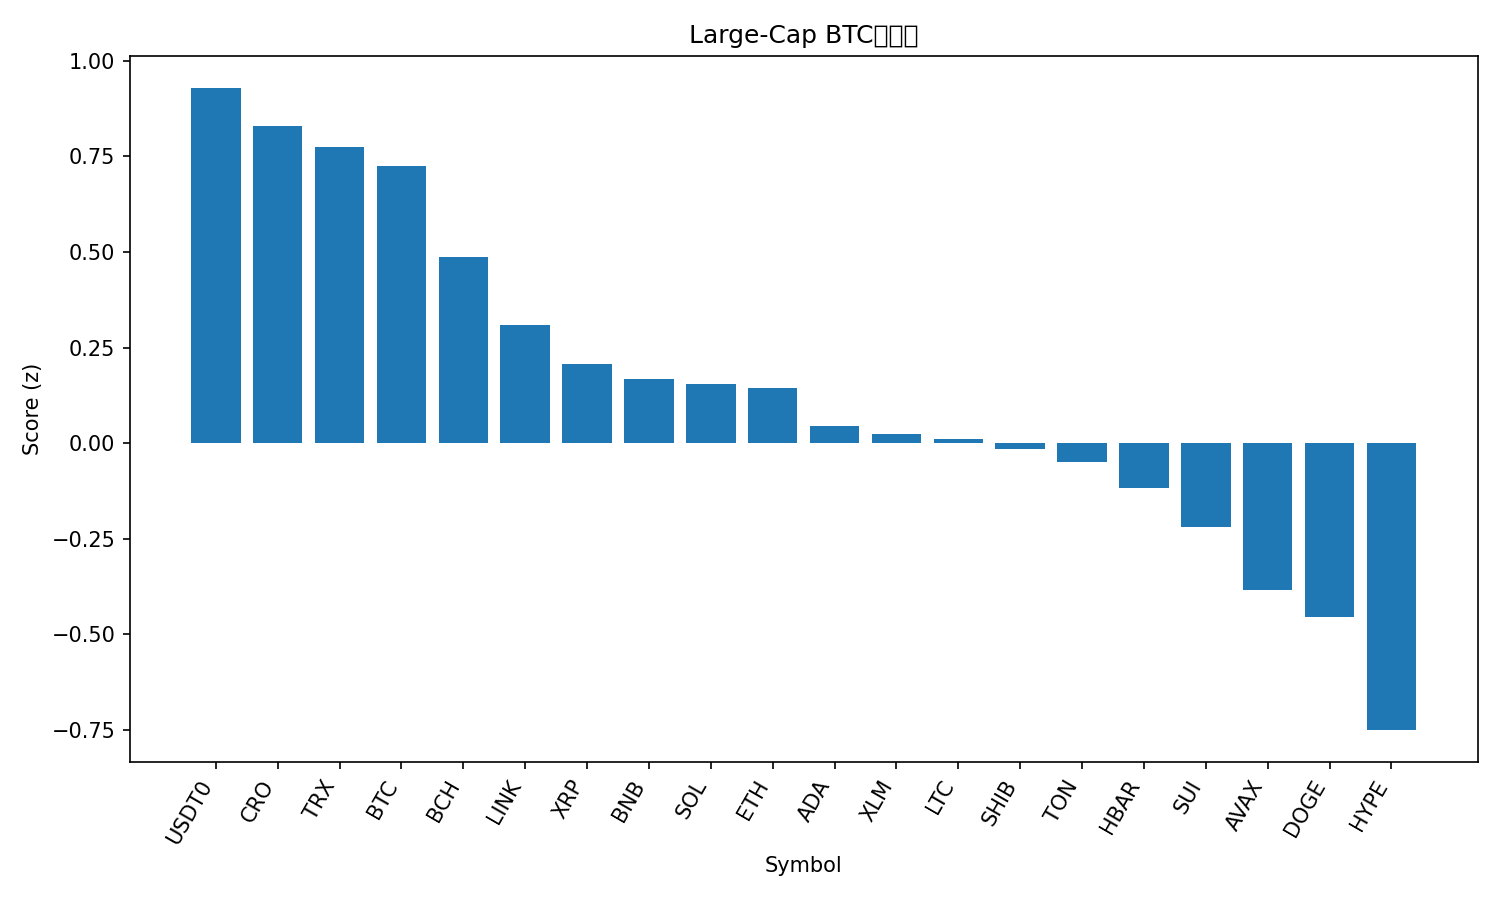 Large-Cap BTC
1.00
0.75
0.50
0.25
0.00
−0.25
−0.50
−0.75
Score (z)
USDT0
CRO
TRX
BTC
BCH
LINK
XRP
BNB
SOL
ETH
ADA
XLM
LTC
SHIB
TON
HBAR
SUI
AVAX
DOGE
HYPE
Symbol